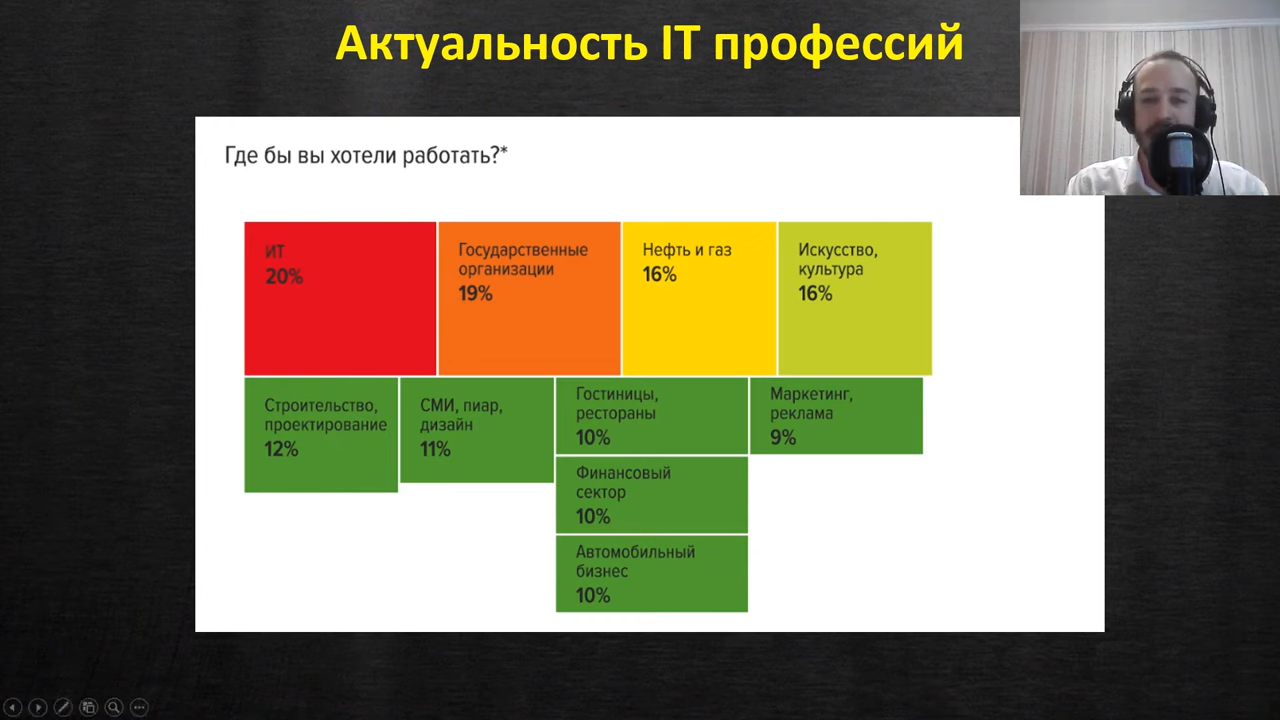 Актуальность IT профессий
Где бы вы хотели работать?*
ИТ
20%
Государственные
организации
19%
Нефть и газ
16%
Искусство,
культура
16%
Строительство,
проектирование
12%
СМИ, пиар,
дизайн
11%
Гостиницы,
рестораны
10%
Маркетинг,
реклама
9%
Финансовый
сектор
10%
Автомобильный
бизнес
10%